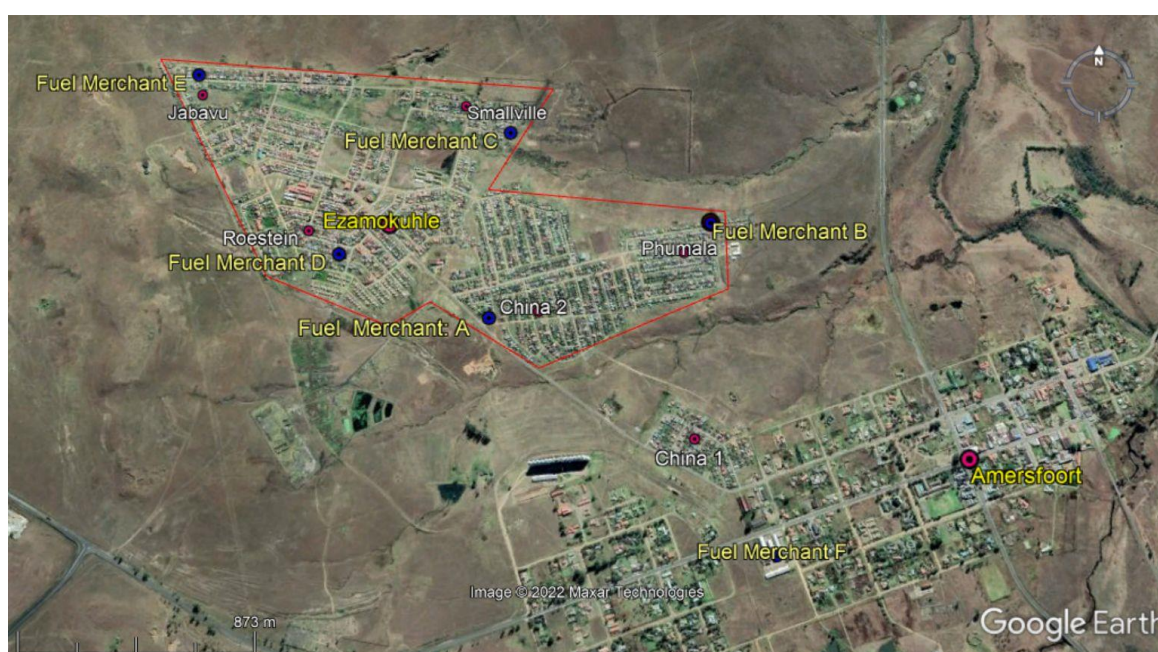 N
Fuel Merchant E
Jabavu
Smallville
Fuel Merchant C
Ezamokuhle
Roestein
Fuel Merchant B
Phumala
Fuel Merchant D
China 2
Fuel Merchant: A
China 1
Amersfoort
Fuel Merchant F
Image © 2022 Maxar Technologies
873 m
Google Earth